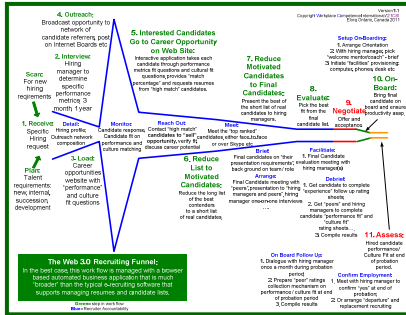 Version 1.1
Copyright Workplace Competence International
Elora Ontario, Canada 2011
4. Outreach:
Broadcast opportunity to
network of
candidate referrers, post
on Internet Boards etc.
2. Interview:
Hiring
manager to
determine
specific
performance
metrics: 3
month, 1 year
Scan:
For new
hiring
requirements
1. Receive:
Specific
Hiring
request
Plan:
Talent
requirements:
new, internal,
succession,
development
Detail:
Hiring profile;
Outreach network
composition
3. Load:
Career
opportunities
website with
"performance"
and culture
fit questions
5. Interested Candidates
Go to Career Opportunity
on Web Site:
Interactive application takes each
candidate through performance
metrics fit questions and cultural fit
questions, provides "match
percentage" and requests resumes
from "high match" candidates.
Monitor:
Candidate response,
Candidate fit on
performance and
culture matching
Reach Out:
Contact "high match"
candidates to "sell"
opportunity, verify fit,
discuss career potential
6. Reduce
List to
Motivated
Candidates:
Reduce the long list
of the best
contenders
to a short list
of real candidates,
7. Reduce
Motivated
Candidates
to Final
Candidates:
Present the best of
the short list of real
candidates to hiring
managers.
Meet:
Meet the "top ranked"
candidates, either face to face
or over Skype etc.
8.
Evaluate:
Pick the best
fit from the
final
candidate list.
Brief
Final candidates on "their
presentation requirements",
background on team / role
Arrange
Final Candidate meeting with
"peers", presentation to "hiring
managers and peers", hiring
manager one-on-one interviews
Setup On-Boarding:
1. Arrange Orientation
2. With hiring manager, pick
"welcome mentor/coach" - brief
3. Initiate "facilities" provisioning:
computer, phones, desk etc.
9.
Negotiate:
Offer and
acceptance
10. On-
Board:
Bring final
candidate on
board and ensure
productivity asap.
Facilitate:
1. Final Candidate
evaluation meeting with
hiring manager(s)
Debrief
1. Get candidate to complete
"experience" follow up rating
sheets;
2. Get "peers" and hiring
managers to complete
candidate "performance fit" and
"culture fit"
rating sheets...
3. Compile results
11. Assess:
Hired candidate
performance/
Culture fit at end
of probation
period.
On Board Follow Up:
1. Dialogue with hiring manager
once a month during probation
period
2. Prepare "peer" ratings
collection mechanism on
performance / culture fit at end
of probation period
3. Compile results
Confirm Employment
1. Meet with hiring manager to
confirm "yes" at end of
probation;
2. Or arrange "departure" and
replacement recruiting
The Web 3.0 Recruiting Funnel:
In the best case, this work flow is managed with a browser
based automated business application that is much
"broader" than the typical e-recruiting software that
supports managing resumes and candidate lists.
Green= step in work flow
Blue= Recruiter Accountability